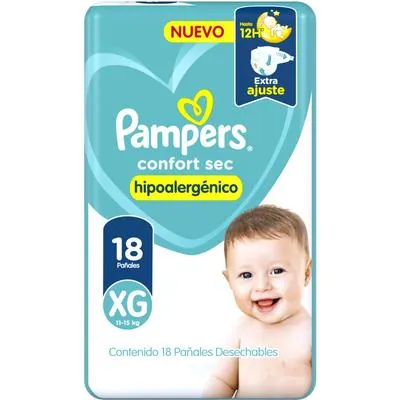 NUEVO
Hasta
12H*
Extra
ajuste
Pampers®
confort sec
hipoalergénico
18
Pañales
XG
11-15 kg
Contenido 18 Pañales Desechables